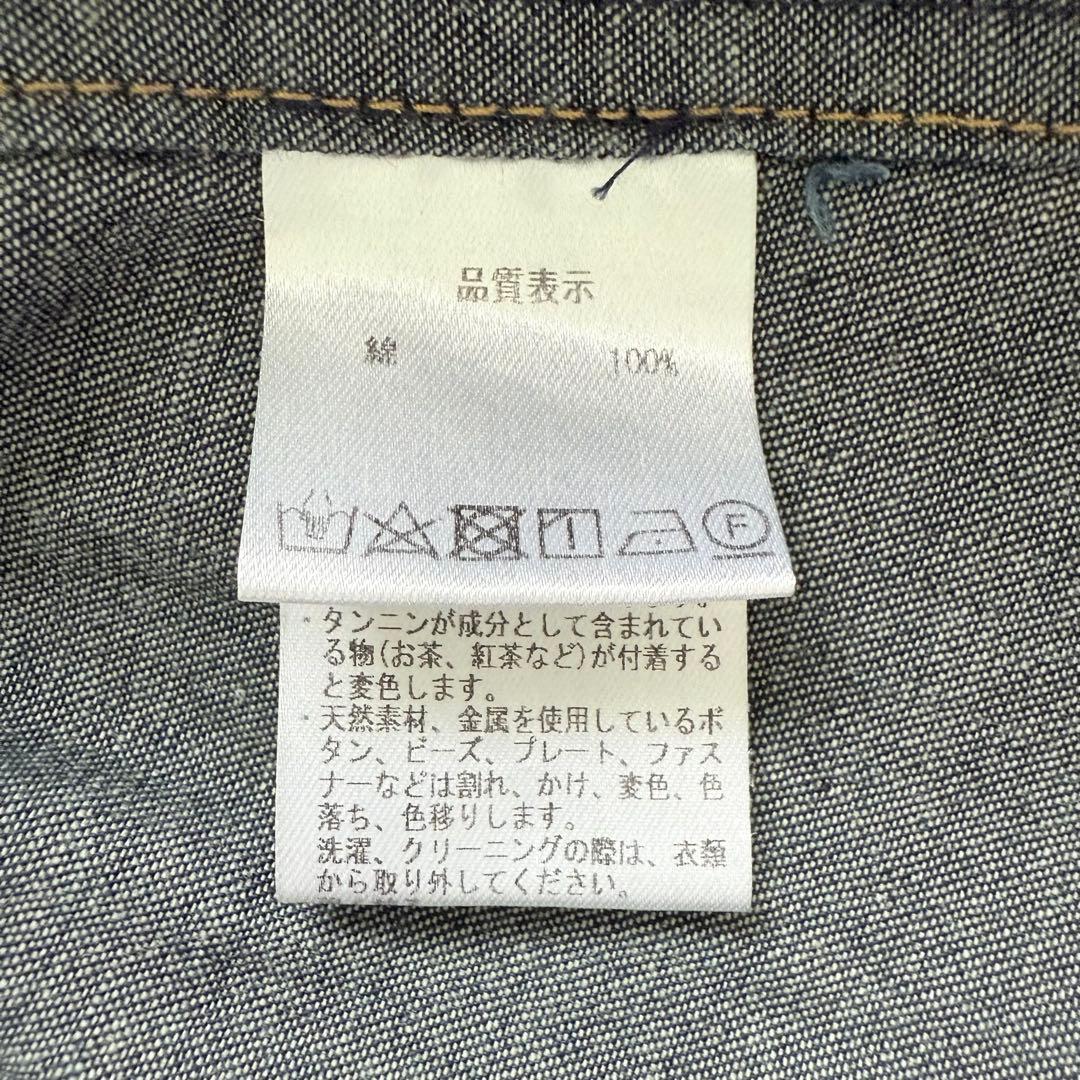 品質表示
綿 100%
F
・タンニンが成分として含まれてい
る物(お茶、紅茶など)が付着する
と変色します。
・天然素材、金属を使用しているボ
タン、ビーズ、プレート、ファス
ナーなどは割れ、かけ、変色、色
落ち、色移りします。
洗濯、クリーニングの際は、衣類
から取り外してください。